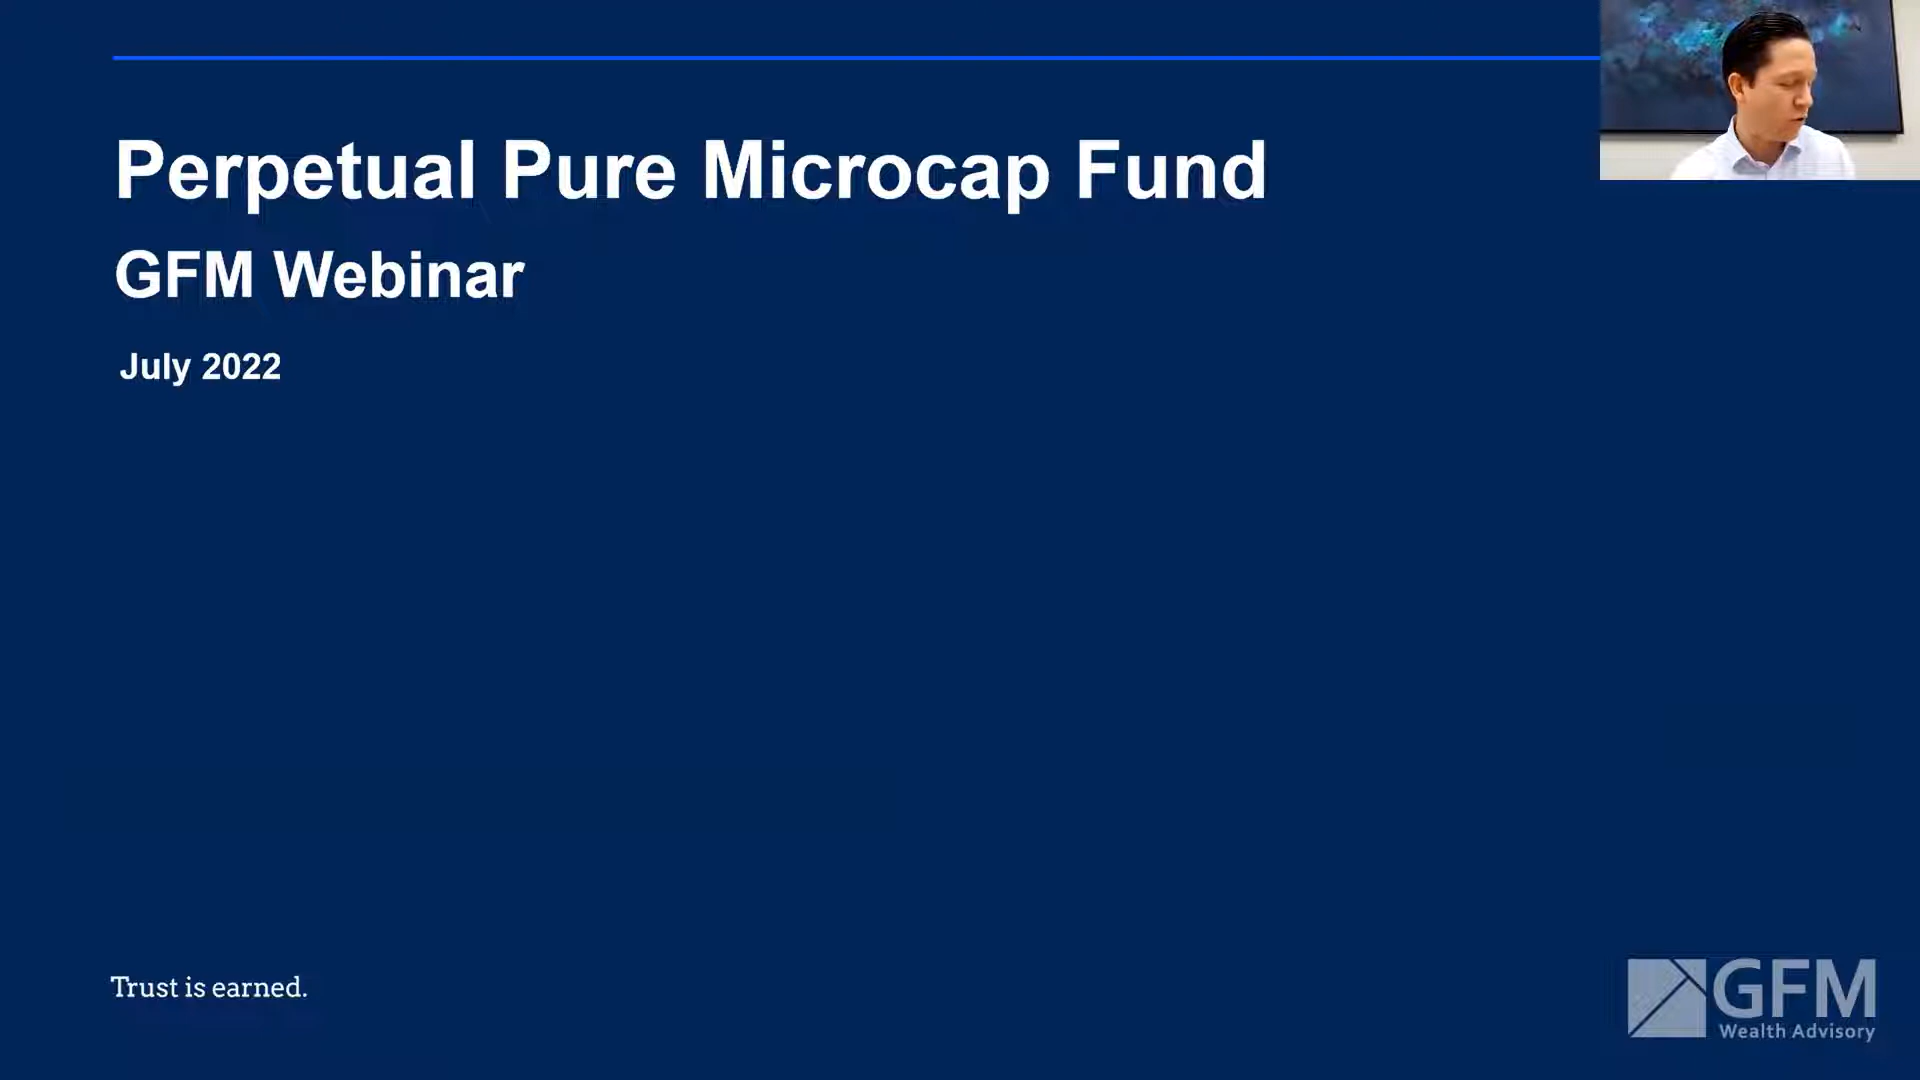 Perpetual Pure Microcap Fund
GFM Webinar
July 2022
Trust is earned.
GFM
Wealth Advisory